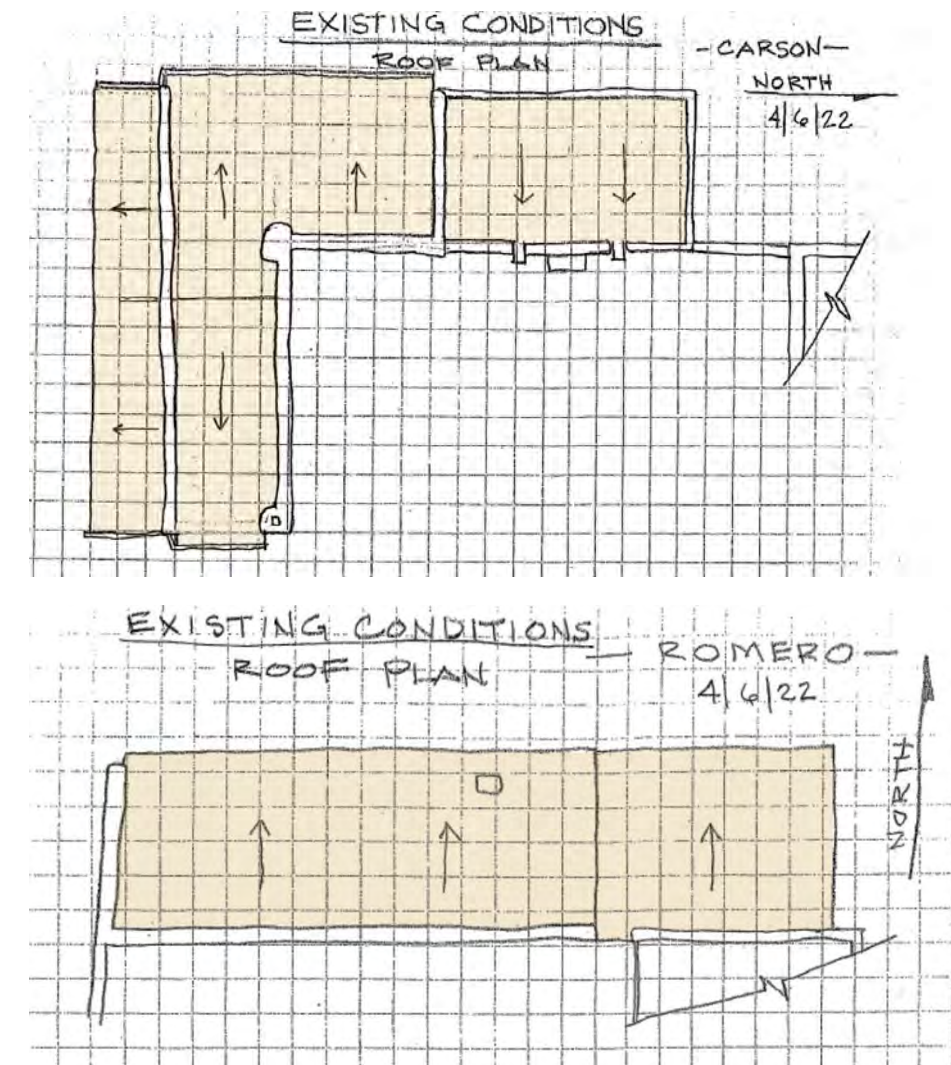 EXISTING CONDITIONS
ROOF PLAN
-CARSON-
NORTH
4/6/22
EXISTING CONDITIONS
ROOF PLAN
- ROMERO -
4/6/22
NORTH